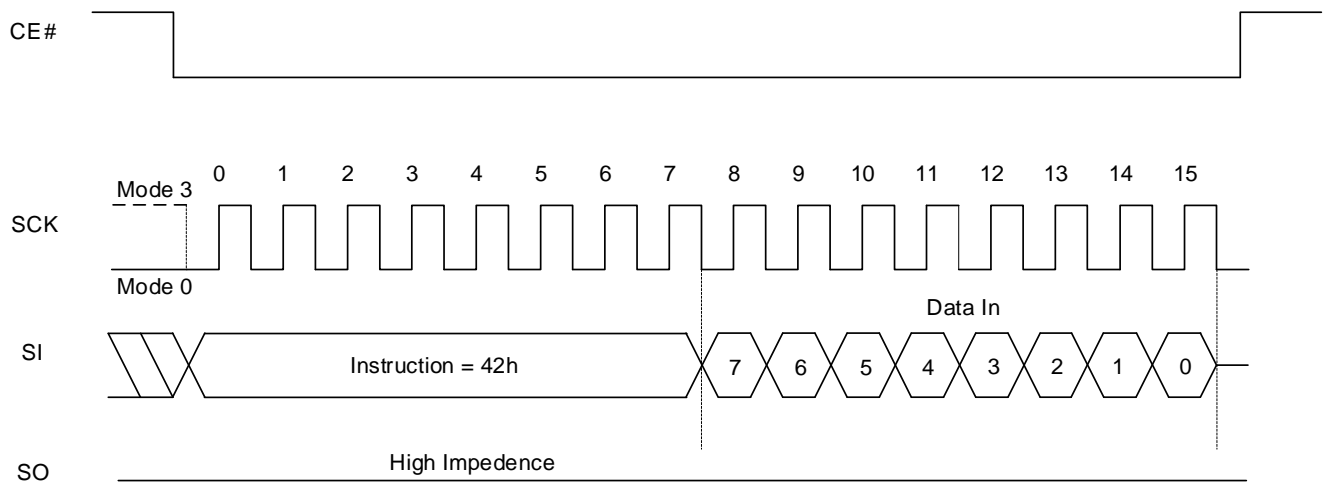 CE#
0 1 2 3 4 5 6 7 8 9 10 11 12 13 14 15
Mode 3
SCK
Mode 0
Data In
SI
Instruction = 42h
7 6 5 4 3 2 1 0
High Impedence
SO